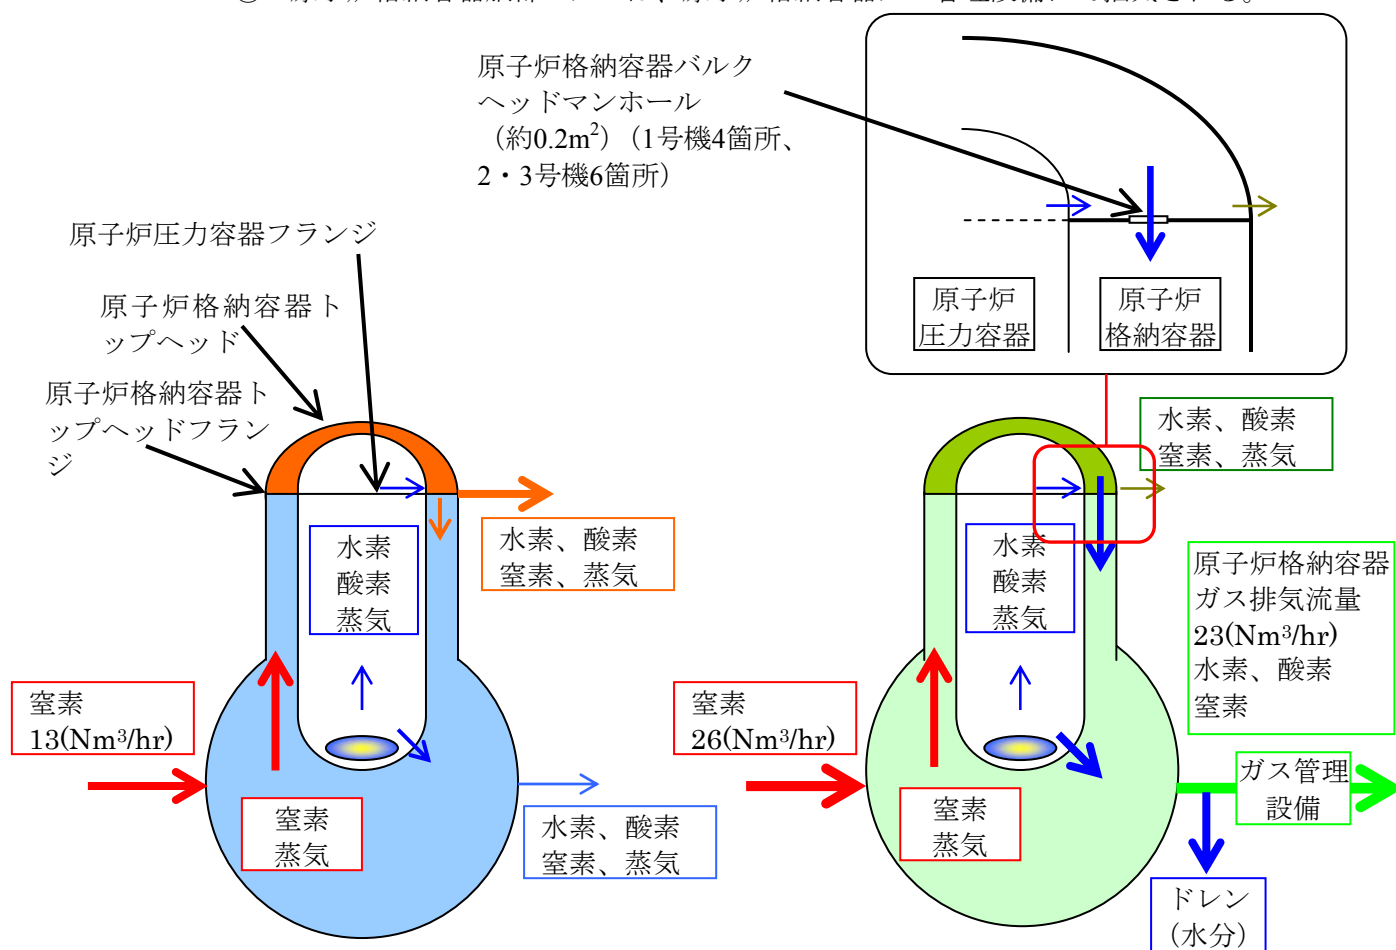 原子炉格納容器バルク
ヘッドマンホール
（約0.2m²）（1号機4箇所、
2・3号機6箇所）
原子炉圧力容器フランジ
原子炉格納容器ト
ップヘッド
原子炉格納容器ト
ップヘッドフラン
ジ
原子炉
圧力容器
原子炉
格納容器
水素、酸素
窒素、蒸気
水素
酸素
蒸気
水素、酸素
窒素、蒸気
窒素
13(Nm³/hr)
窒素
蒸気
水素、酸素
窒素、蒸気
水素
酸素
蒸気
窒素
26(Nm³/hr)
窒素
蒸気
原子炉格納容器
ガス排気流量
23(Nm³/hr)
水素、酸素
窒素
ガス管理
設備
ドレン
（水分）